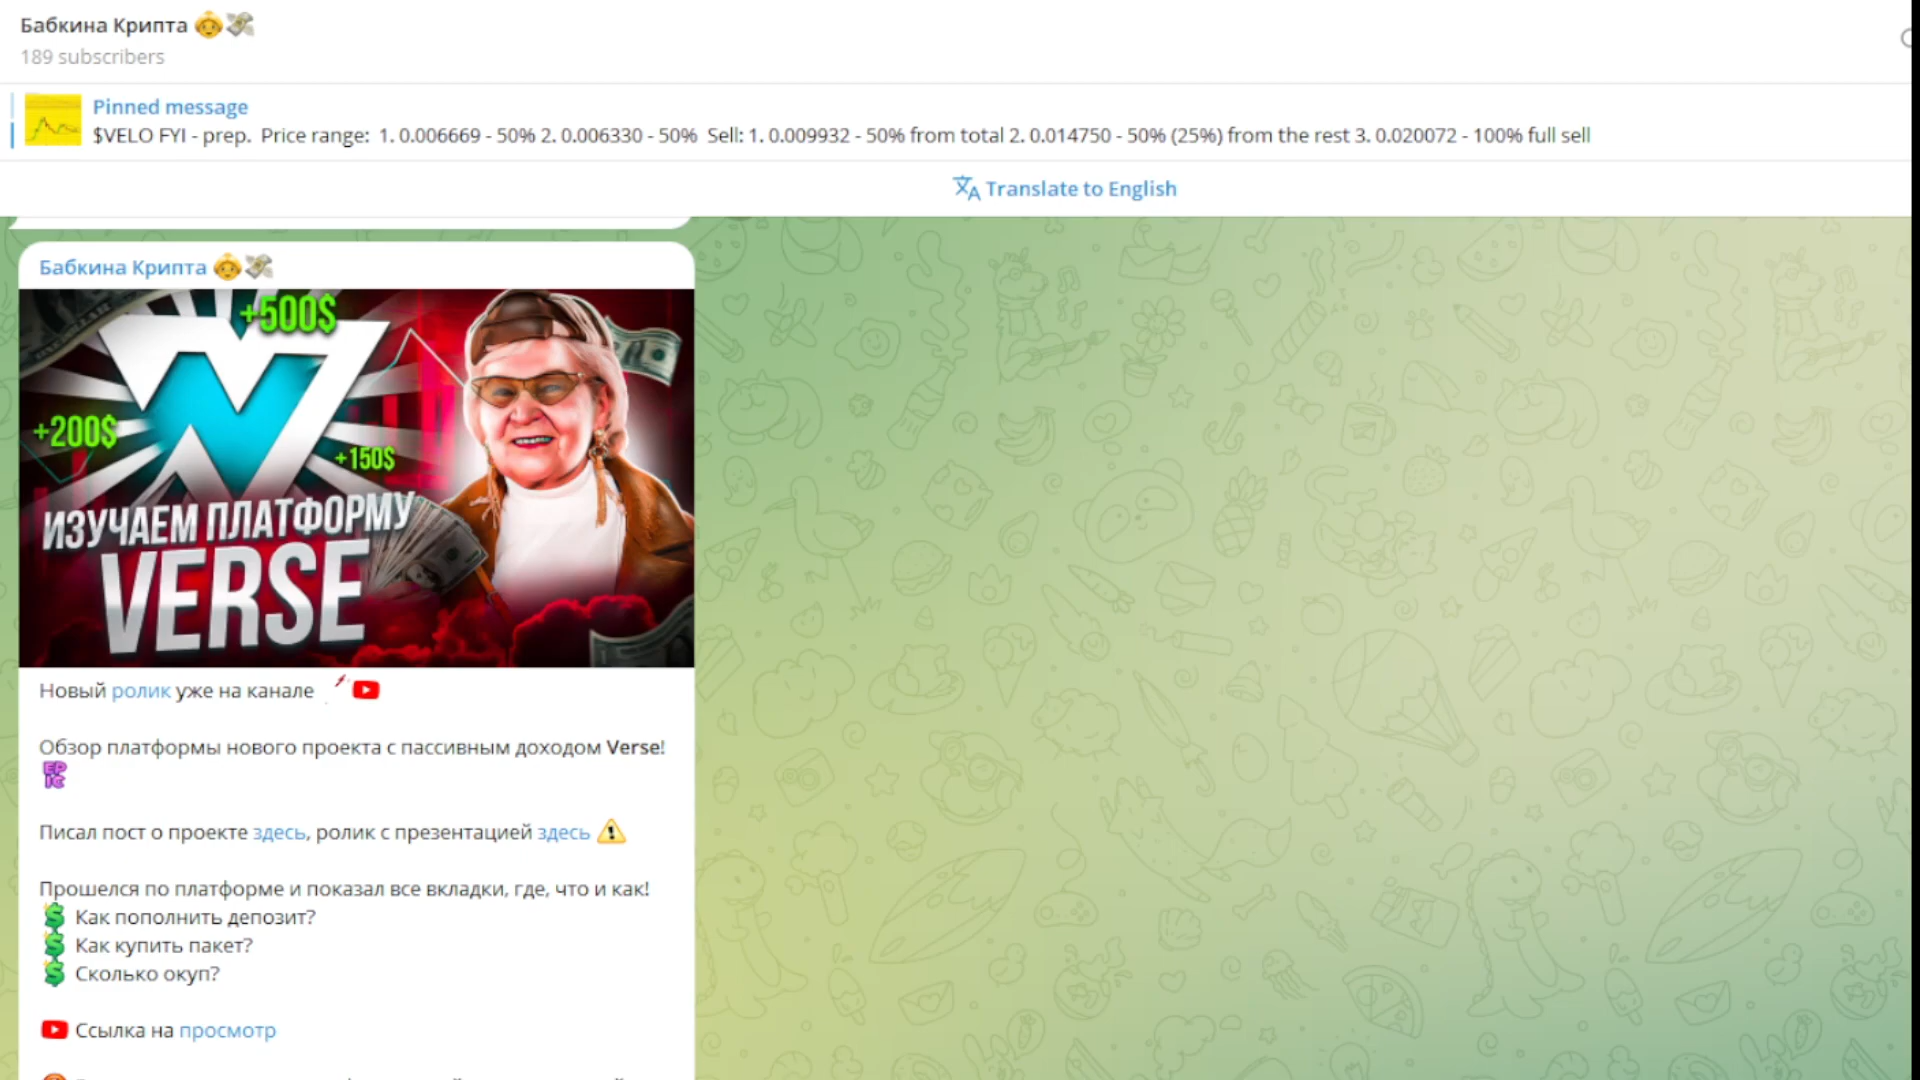 Бабкина Крипта
189 subscribers
Pinned message
$VELO FYI - prep. Price range: 1. 0.006669 - 50% 2. 0.006330 - 50% Sell: 1. 0.009932 - 50% from total 2. 0.014750 - 50% (25%) from the rest 3. 0.020072 - 100% full sell
Translate to English
Бабкина Крипта
+500$
+200$
+150$
ИЗУЧАЕМ ПЛАТФОРМУ
VERSE
Новый ролик уже на канале
Обзор платформы нового проекта с пассивным доходом Verse!
EPIC
Писал пост о проекте здесь, ролик с презентацией здесь
Прошелся по платформе и показал все вкладки, где, что и как!
Как пополнить депозит?
Как купить пакет?
Сколько окуп?
Ссылка на просмотр